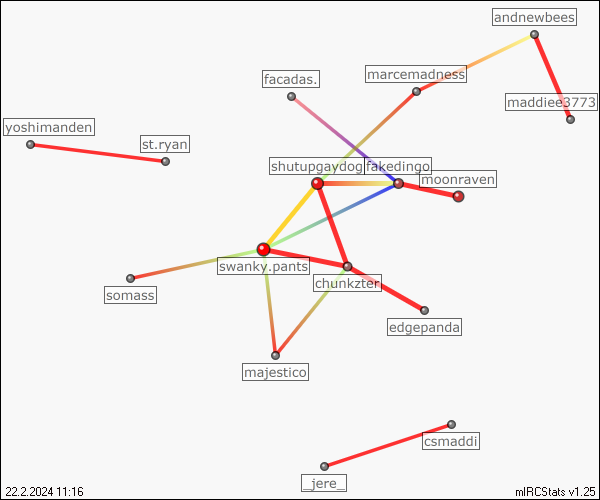 andnewbees
marcemadness
facadas.
maddiee3773
yoshimanden
st.ryan
shutupgaydog
fakedingo
moonraven
swanky.pants
chunkzter
somass
edgepanda
majestico
csmaddi
_jere_
22.2.2024 11:16
mIRCStats v1.25